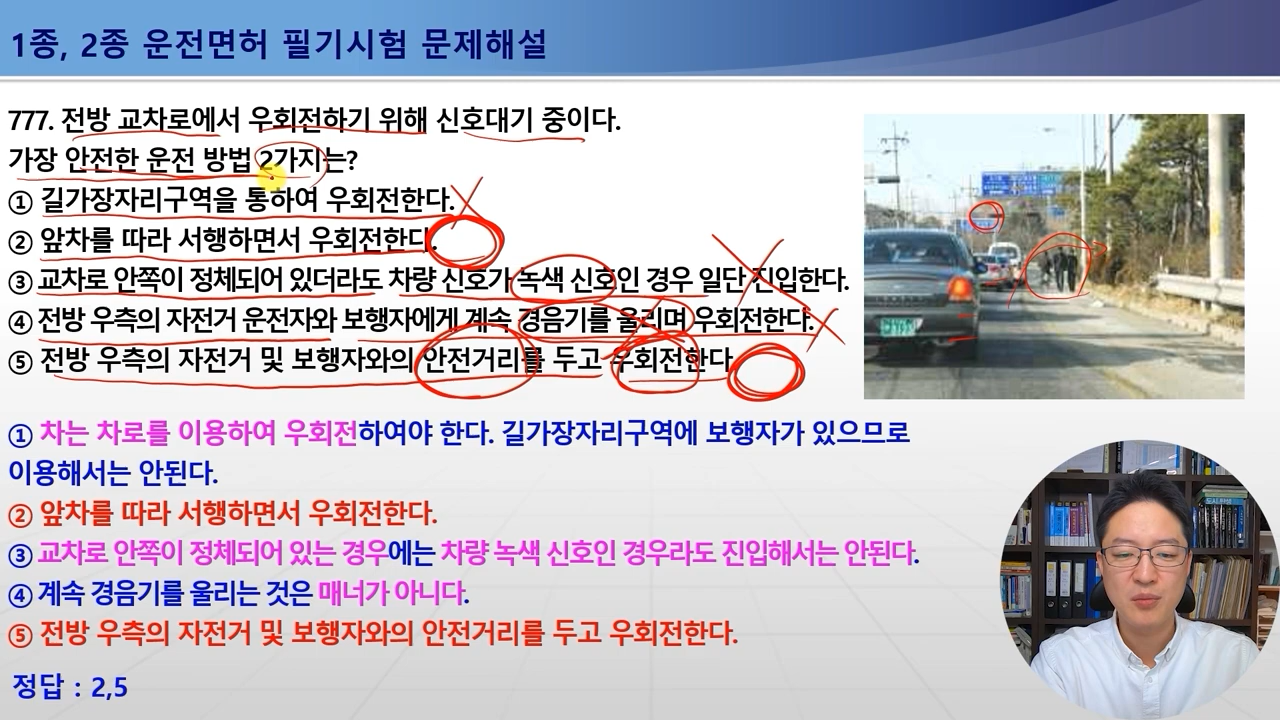 1종, 2종 운전면허 필기시험 문제해설
777. 전방 교차로에서 우회전하기 위해 신호대기 중이다.
가장 안전한 운전 방법 2가지는?
① 길가장자리구역을 통하여 우회전한다.
② 앞차를 따라 서행하면서 우회전한다.
③ 교차로 안쪽이 정체되어 있더라도 차량 신호가 녹색 신호인 경우 일단 진입한다.
④ 전방 우측의 자전거 운전자와 보행자에게 계속 경음기를 울리며 우회전한다.
⑤ 전방 우측의 자전거 및 보행자와의 안전거리를 두고 우회전한다
① 차는 차로를 이용하여 우회전하여야 한다. 길가장자리구역에 보행자가 있으므로
이용해서는 안된다.
② 앞차를 따라 서행하면서 우회전한다.
③ 교차로 안쪽이 정체되어 있는 경우에는 차량 녹색 신호인 경우라도 진입해서는 안된다.
④ 계속 경음기를 울리는 것은 매너가 아니다.
⑤ 전방 우측의 자전거 및 보행자와의 안전거리를 두고 우회전한다.
정답 : 2,5